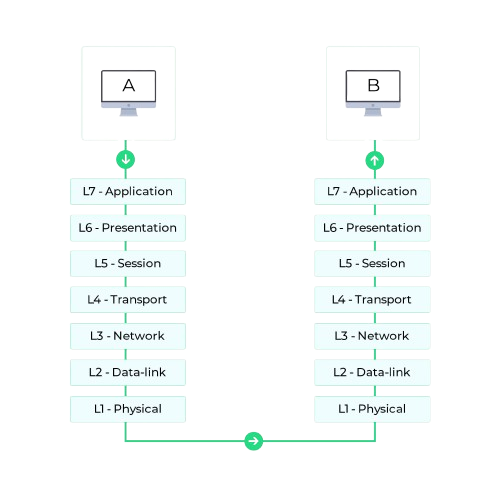 A
B
L7 - Application
L7 - Application
L6 - Presentation
L6 - Presentation
L5 - Session
L5 - Session
L4 - Transport
L4 - Transport
L3 - Network
L3 - Network
L2 - Data-link
L2 - Data-link
L1 - Physical
L1 - Physical